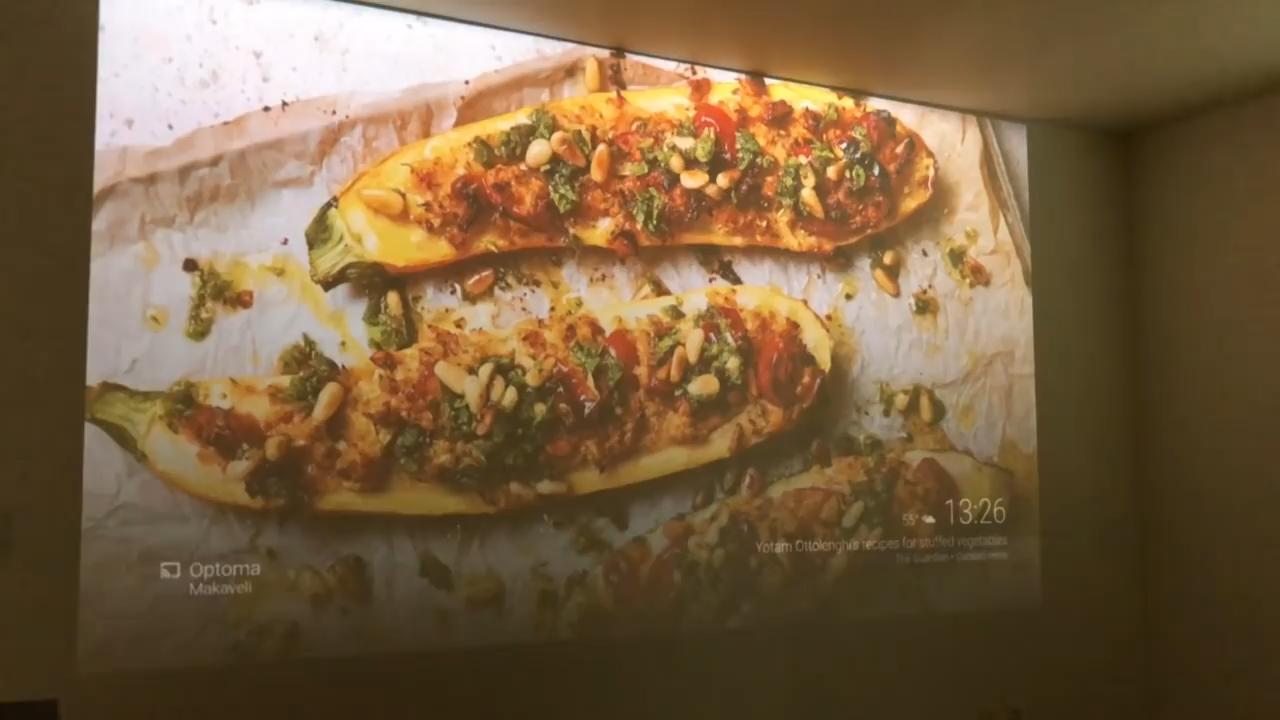 55° 13:26
Yotam Ottolenghi's recipes for stuffed vegetables
The Guardian •
Optoma
Makaveli